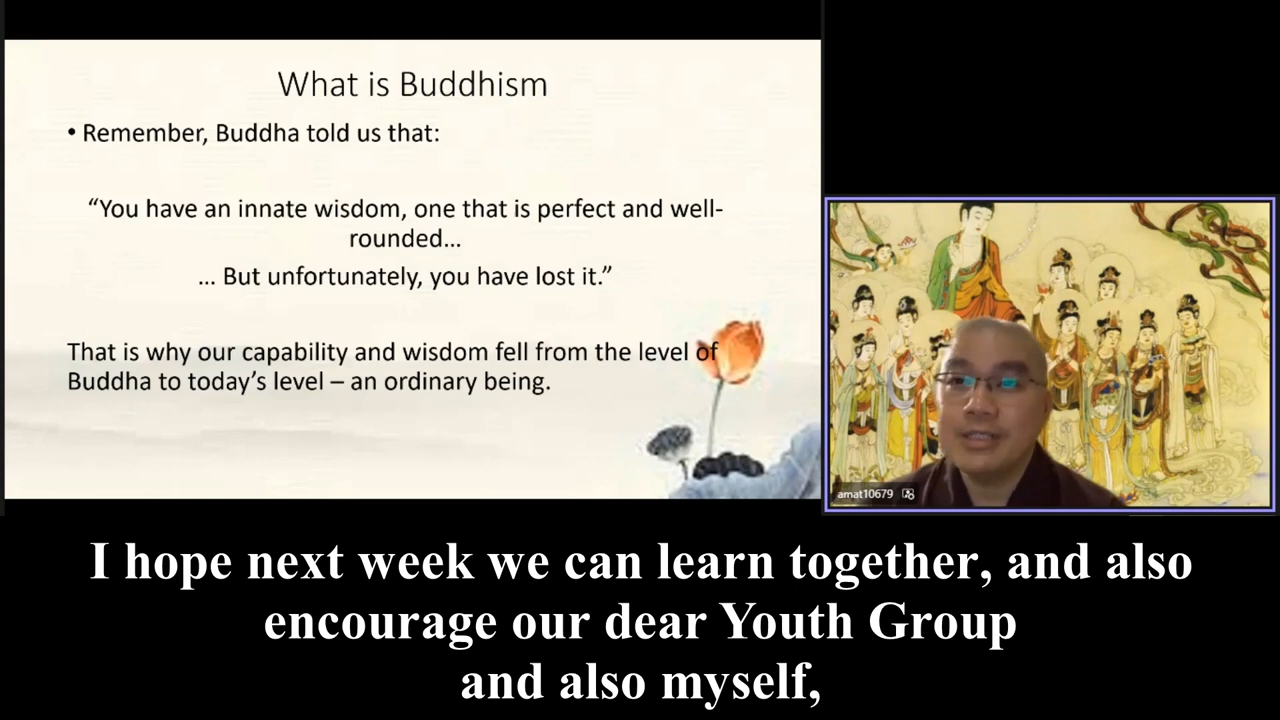 What is Buddhism
• Remember, Buddha told us that:
“You have an innate wisdom, one that is perfect and well-
rounded…
… But unfortunately, you have lost it.”
That is why our capability and wisdom fell from the level of
Buddha to today’s level – an ordinary being.
amat10679
I hope next week we can learn together, and also
encourage our dear Youth Group
and also myself,